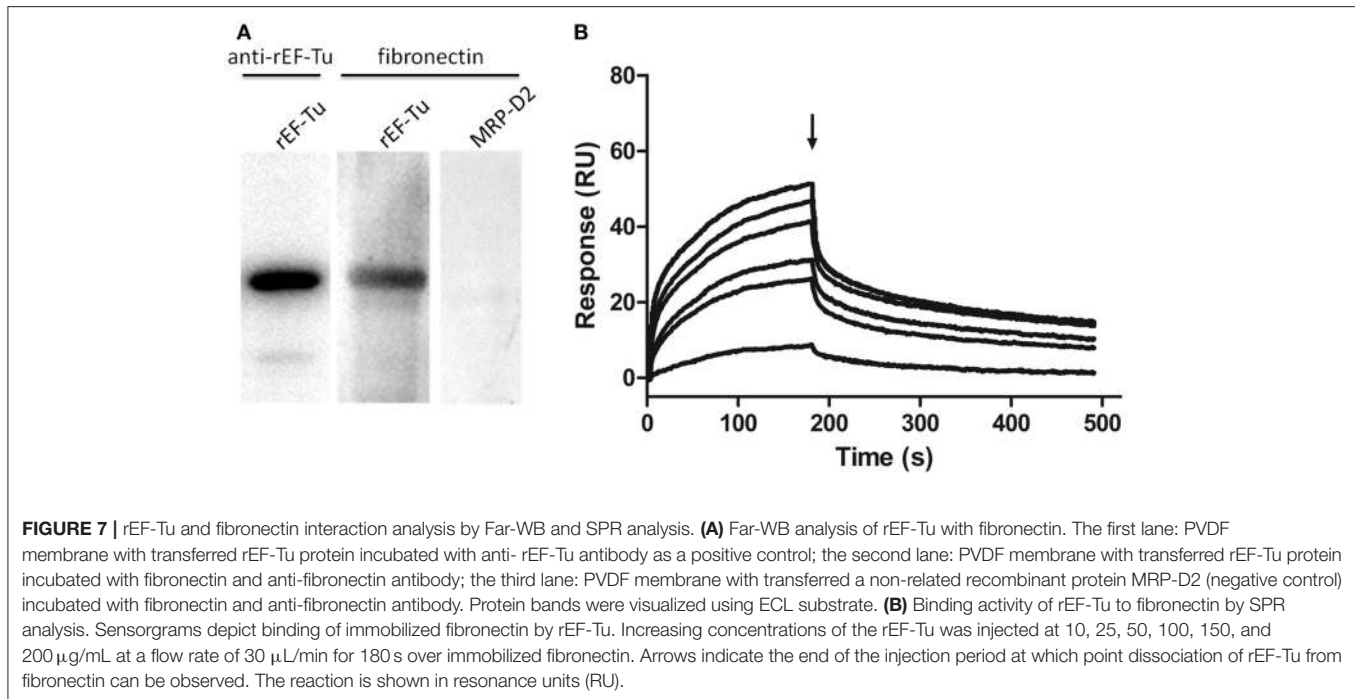 A
anti-rEF-Tu fibronectin
rEF-Tu rEF-Tu MRP-D2
B
80
60
40
20
0
Response (RU)
0 100 200 300 400 500
Time (s)
FIGURE 7 | rEF-Tu and fibronectin interaction analysis by Far-WB and SPR analysis. (A) Far-WB analysis of rEF-Tu with fibronectin. The first lane: PVDF
membrane with transferred rEF-Tu protein incubated with anti- rEF-Tu antibody as a positive control; the second lane: PVDF membrane with transferred rEF-Tu protein
incubated with fibronectin and anti-fibronectin antibody; the third lane: PVDF membrane with transferred a non-related recombinant protein MRP-D2 (negative control)
incubated with fibronectin and anti-fibronectin antibody. Protein bands were visualized using ECL substrate. (B) Binding activity of rEF-Tu to fibronectin by SPR
analysis. Sensorgrams depict binding of immobilized fibronectin by rEF-Tu. Increasing concentrations of the rEF-Tu was injected at 10, 25, 50, 100, 150, and
200 μg/mL at a flow rate of 30 μL/min for 180 s over immobilized fibronectin. Arrows indicate the end of the injection period at which point dissociation of rEF-Tu from
fibronectin can be observed. The reaction is shown in resonance units (RU).